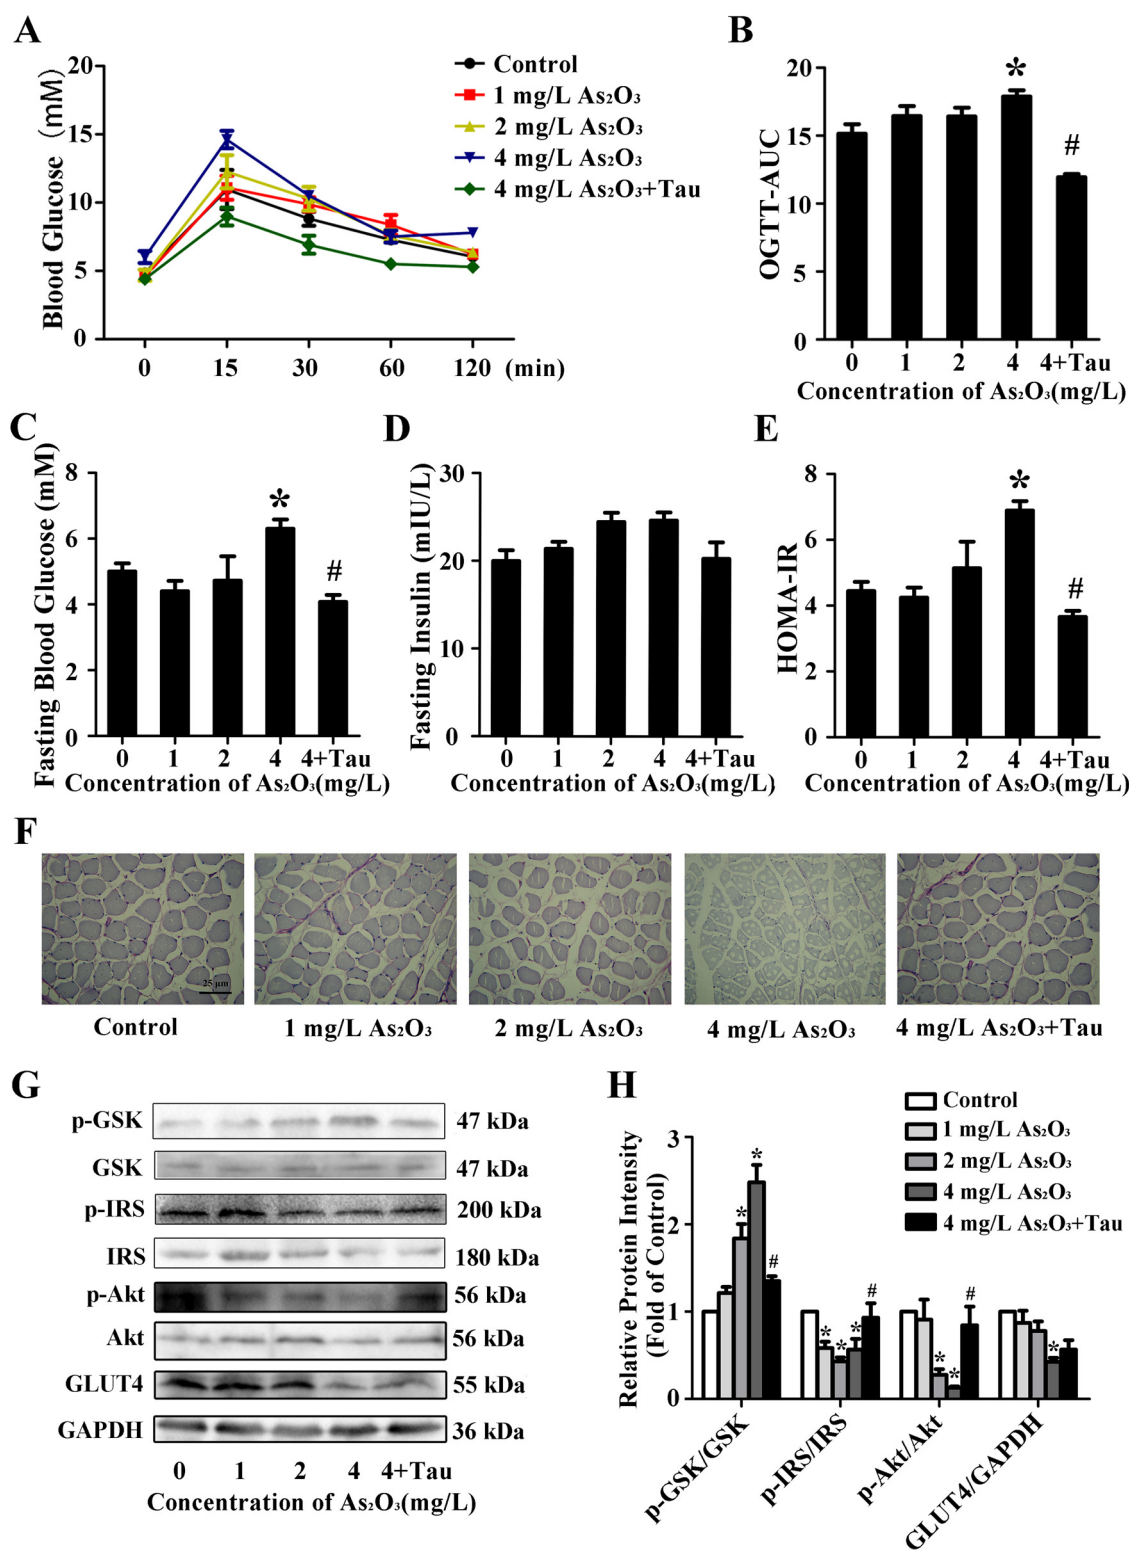 A
Blood Glucose (mM)
20
15
10
5
0
0 15 30 60 120 (min)
Control
1 mg/L As₂O₃
2 mg/L As₂O₃
4 mg/L As₂O₃
4 mg/L As₂O₃+Tau
B
OGTT-AUC
20
15
10
5
0
*
#
0 1 2 4 4+Tau
Concentration of As₂O₃(mg/L)
C
Fasting Blood Glucose (mM)
8
6
4
2
0
*
#
0 1 2 4 4+Tau
Concentration of As₂O₃(mg/L)
D
Fasting Insulin (mIU/L)
30
20
10
0
0 1 2 4 4+Tau
Concentration of As₂O₃(mg/L)
E
HOMA-IR
8
6
4
2
0
*
#
0 1 2 4 4+Tau
Concentration of As₂O₃(mg/L)
F
25 μm
Control
1 mg/L As₂O₃
2 mg/L As₂O₃
4 mg/L As₂O₃
4 mg/L As₂O₃+Tau
G
p-GSK 47 kDa
GSK 47 kDa
p-IRS 200 kDa
IRS 180 kDa
p-Akt 56 kDa
Akt 56 kDa
GLUT4 55 kDa
GAPDH 36 kDa
0 1 2 4 4+Tau
Concentration of As₂O₃(mg/L)
H
Relative Protein Intensity
(Fold of Control)
3
2
1
0
Control
1 mg/L As₂O₃
2 mg/L As₂O₃
4 mg/L As₂O₃
4 mg/L As₂O₃+Tau
* * #
* * * #
* * #
*
p-GSK/GSK
p-IRS/IRS
p-Akt/Akt
GLUT4/GAPDH